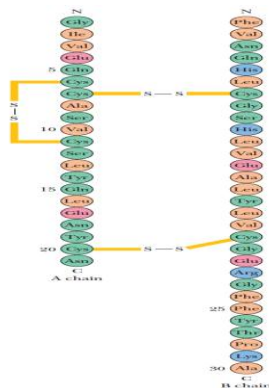 N
Gly
Ile
Val
Glu
5 Gln
Cys
Cys
Ala
Ser
10 Val
Cys
Ser
Leu
Tyr
15 Gln
Leu
Glu
Asn
Tyr
20 Cys
Asn
C
A chain
S—S
S—S
S—S
N
Phe
Val
Asn
Gln
His
Leu
Cys
Gly
Ser
His
Leu
Val
Glu
Ala
Leu
Tyr
Leu
Val
Cys
Gly
Glu
Arg
Gly
Phe
25 Phe
Tyr
Thr
Pro
Lys
30 Ala
C
B chain